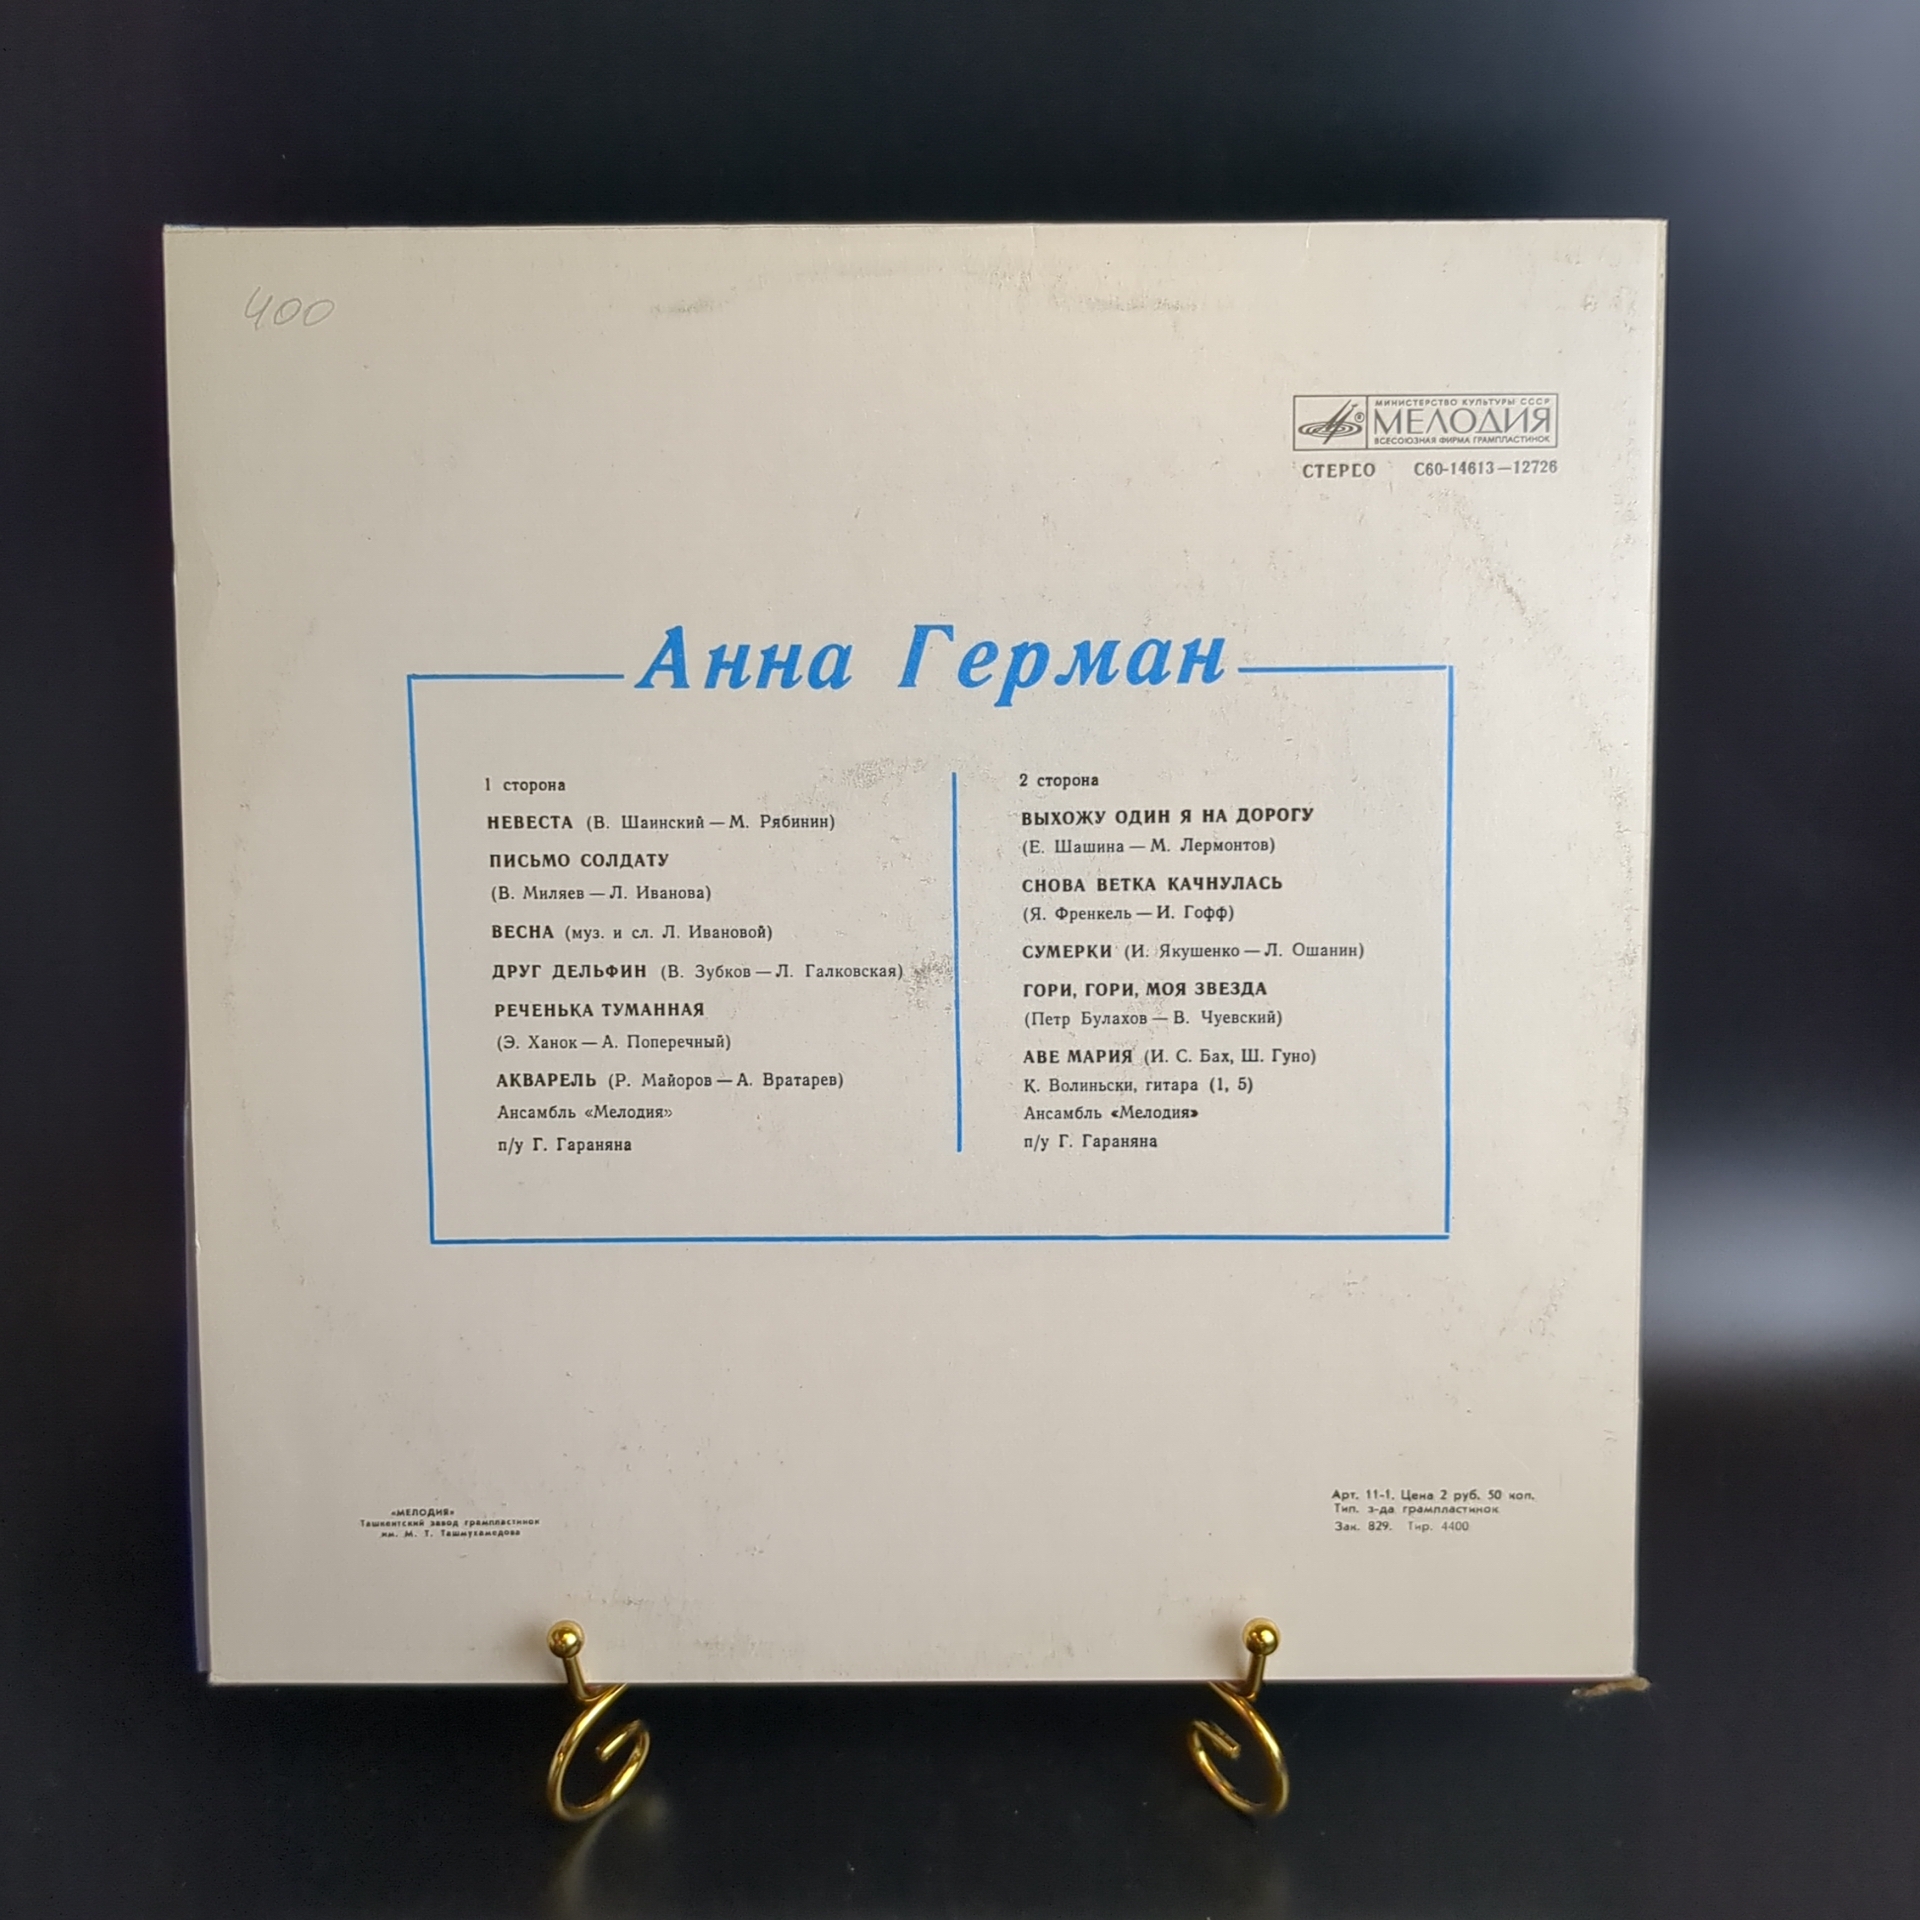 400
МИНИСТЕРСТВО КУЛЬТУРЫ СССР
МЕЛОДИЯ
ВСЕСОЮЗНАЯ ФИРМА ГРАМПЛАСТИНОК
СТЕРЕО С60-14613—12726
Анна Герман
1 сторона
НЕВЕСТА (В. Шаинский — М. Рябинин)
ПИСЬМО СОЛДАТУ
(В. Миляев — Л. Иванова)
ВЕСНА (муз. и сл. Л. Ивановой)
ДРУГ ДЕЛЬФИН (В. Зубков — Л. Галковская)
РЕЧЕНЬКА ТУМАННАЯ
(Э. Ханок — А. Поперечный)
АКВАРЕЛЬ (Р. Майоров — А. Вратарев)
Ансамбль «Мелодия»
п/у Г. Гараняна
2 сторона
ВЫХОЖУ ОДИН Я НА ДОРОГУ
(Е. Шашина — М. Лермонтов)
СНОВА ВЕТКА КАЧНУЛАСЬ
(Я. Френкель — И. Гофф)
СУМЕРКИ (И. Якушенко — Л. Ошанин)
ГОРИ, ГОРИ, МОЯ ЗВЕЗДА
(Петр Булахов — В. Чуевский)
АВЕ МАРИЯ (И. С. Бах, Ш. Гуно)
К. Волиньски, гитара (1, 5)
Ансамбль «Мелодия»
п/у Г. Гараняна
«МЕЛОДИЯ»
Ташкентский завод грампластинок
им. М. Т. Ташмухамедова
Арт. 11-1. Цена 2 руб. 50 коп.
Тип. з-да грампластинок
Зак. 829. Тир. 4400